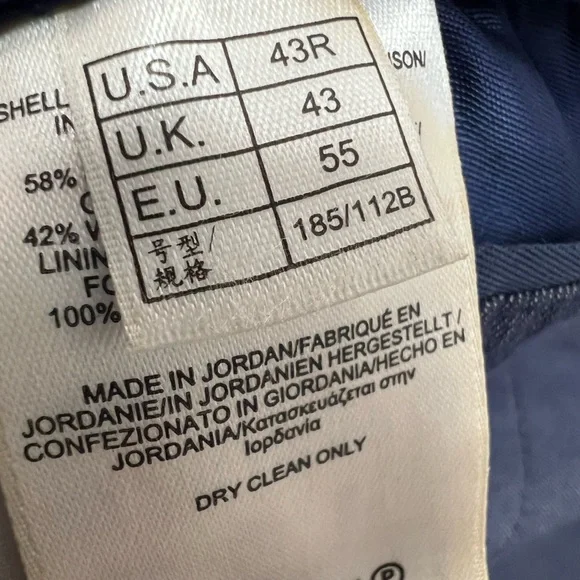 U.S.A 43R
U.K. 43
E.U. 55
号型/
规格 185/112B
SHELL
58%
42%
100%
MADE IN JORDAN/FABRIQUÉ EN
JORDANIE/IN JORDANIEN HERGESTELLT/
CONFEZIONATO IN GIORDANIA/HECHO EN
JORDANIA/Κατασκευάζεται στην
Ιορδανία
DRY CLEAN ONLY
®